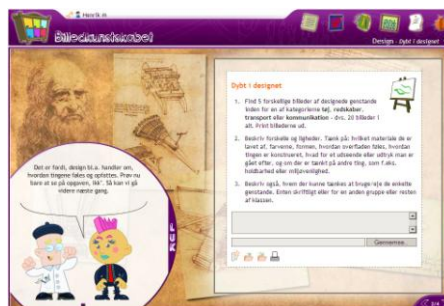 Henrik H
Billedkunstskabet
Design - Dybt i designet
Dybt i designet
1. Find 5 forskellige billeder af designede genstande
inden for en af kategorierne tøj, redskaber,
transport eller kommunikation - dvs. 20 billeder i
alt. Print billederne ud.
2. Beskriv forskelle og ligheder. Tænk på: hvilket materiale de er
lavet af, farverne, formen, hvordan overfladen føles, hvordan
tingen er konstrueret, hvad for et udseende eller udtryk man er
gået efter, og om der er tænkt på andre ting, som f.eks.
holdbarhed eller miljøvenlighed.
3. Beskriv også, hvem der kunne tænkes at bruge/eje de enkelte
genstande. Enten skriftligt eller for en anden gruppe eller resten
af klassen.
Det er fordi, design bl.a. handler om,
hvordan tingene føles og opfattes. Prøv nu
bare at se på opgaven, ikk'. Så kan vi gå
videre næste gang.
Gennemse...